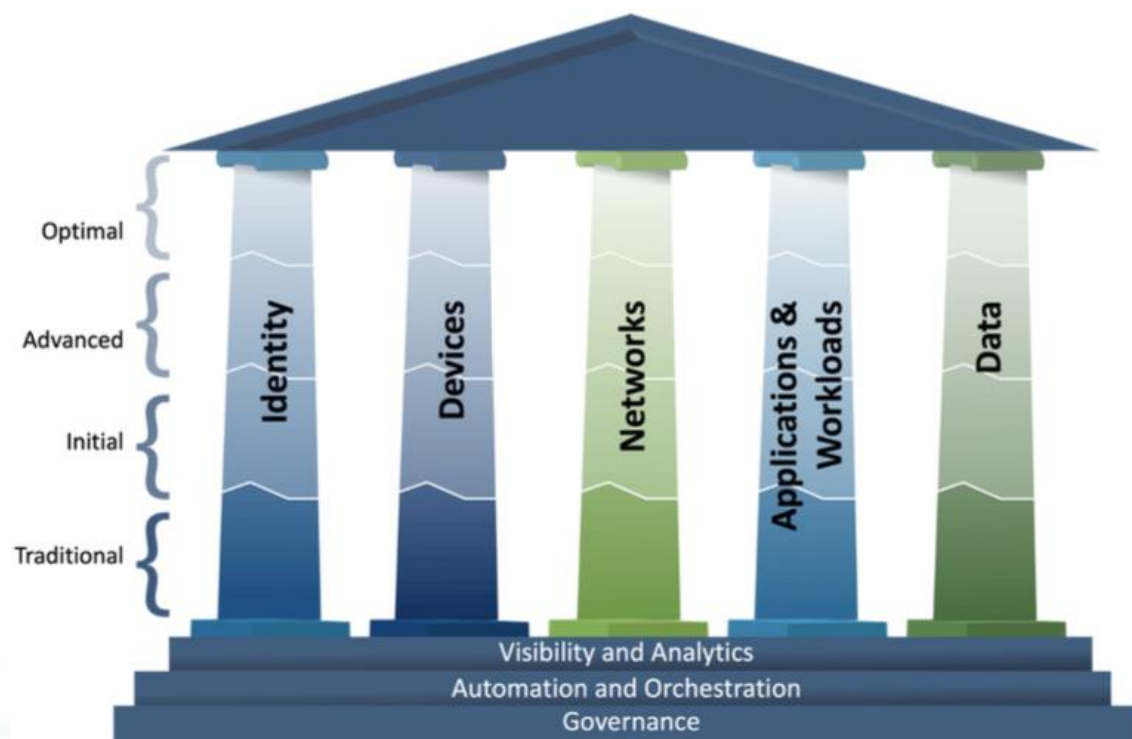 Optimal
Advanced
Initial
Traditional
Identity
Devices
Networks
Applications &
Workloads
Data
Visibility and Analytics
Automation and Orchestration
Governance